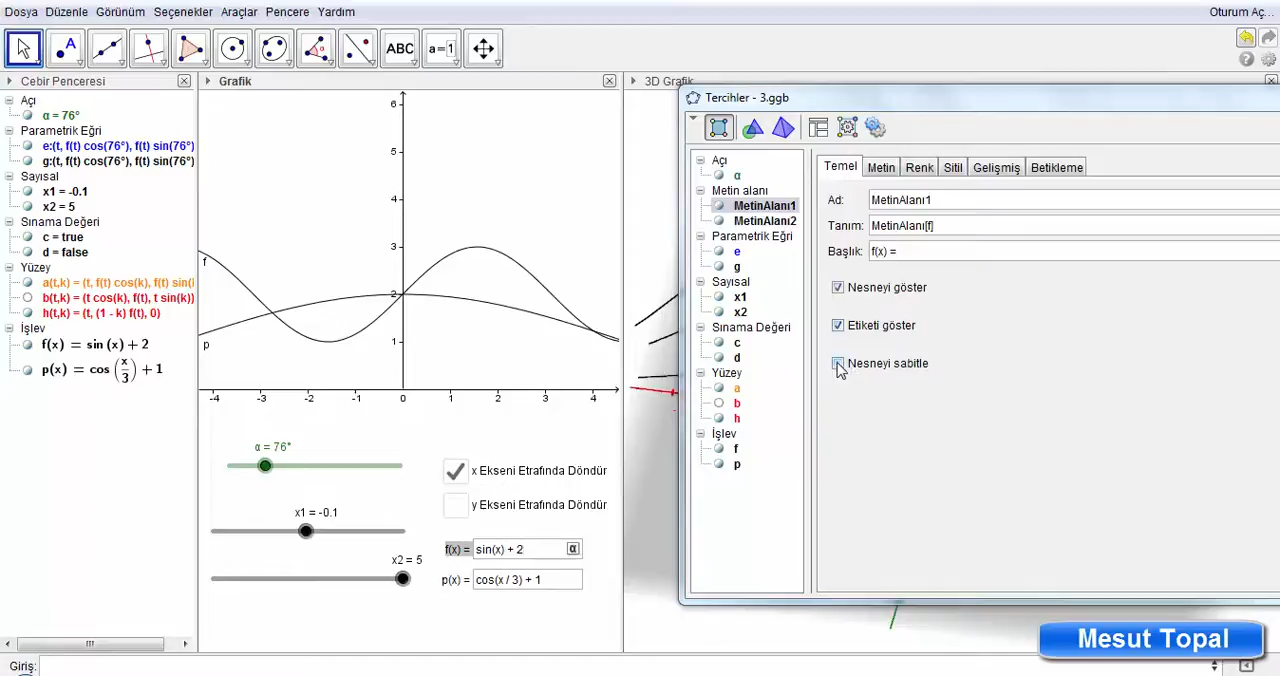 Dosya Düzenle Görünüm Seçenekler Araçlar Pencere Yardım
Oturum Aç...
A
ABC
a=1
Cebir Penceresi
Grafik
3D Grafik
Açı
α = 76°
Parametrik Eğri
e:(t, f(t) cos(76°), f(t) sin(76°)
g:(t, f(t) cos(76°), f(t) sin(76°)
Sayısal
x1 = -0.1
x2 = 5
Sınama Değeri
c = true
d = false
Yüzey
a(t,k) = (t, f(t) cos(k), f(t) sin(
b(t,k) = (t cos(k), f(t), t sin(k))
h(t,k) = (t, (1 - k) f(t), 0)
İşlev
f(x) = sin (x) + 2
p(x) = cos (x/3) + 1
6
5
4
3
2
1
f
p
-4 -3 -2 -1 0 1 2 3 4
α = 76°
x1 = -0.1
x2 = 5
x Ekseni Etrafında Döndür
y Ekseni Etrafında Döndür
f(x) = sin(x) + 2 α
p(x) = cos(x / 3) + 1
Tercihler - 3.ggb
Açı
α
Metin alanı
MetinAlanı1
MetinAlanı2
Parametrik Eğri
e
g
Sayısal
x1
x2
Sınama Değeri
c
d
Yüzey
a
b
h
İşlev
f
p
Temel Metin Renk Sitil Gelişmiş Betikleme
Ad: MetinAlanı1
Tanım: MetinAlanı[f]
Başlık: f(x) =
Nesneyi göster
Etiketi göster
Nesneyi sabitle
Mesut Topal
Giriş: